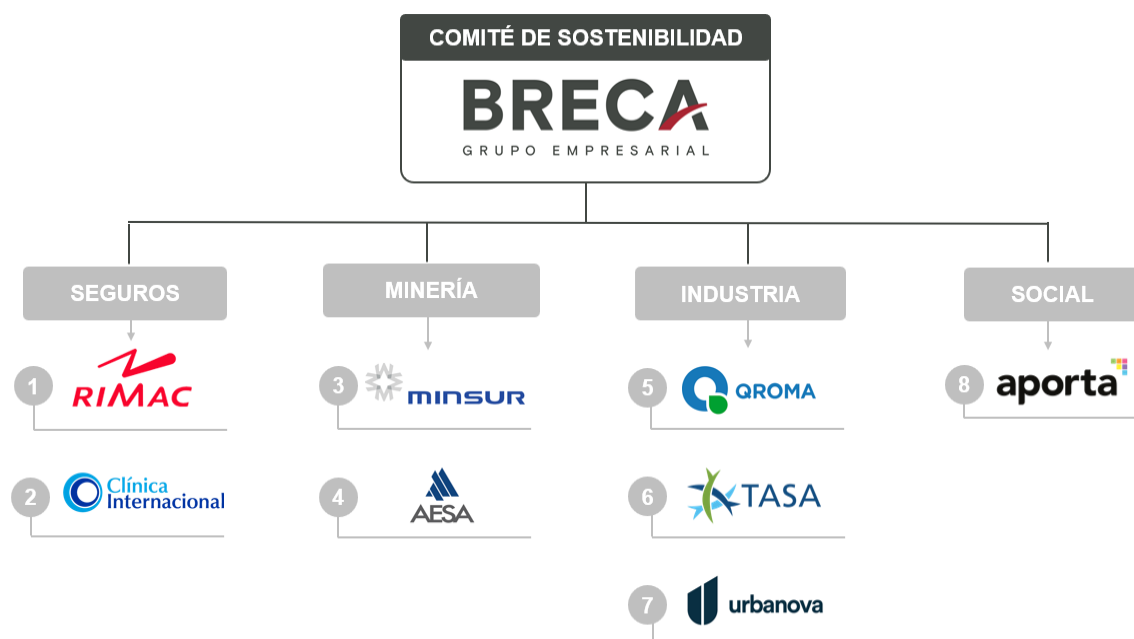 COMITÉ DE SOSTENIBILIDAD
BRECA
GRUPO EMPRESARIAL
SEGUROS
MINERÍA
INDUSTRIA
SOCIAL
1
RIMAC
3
MINSUR
5
QROMA
8
aporta
2
Clínica
Internacional
4
AESA
6
TASA
7
urbanova